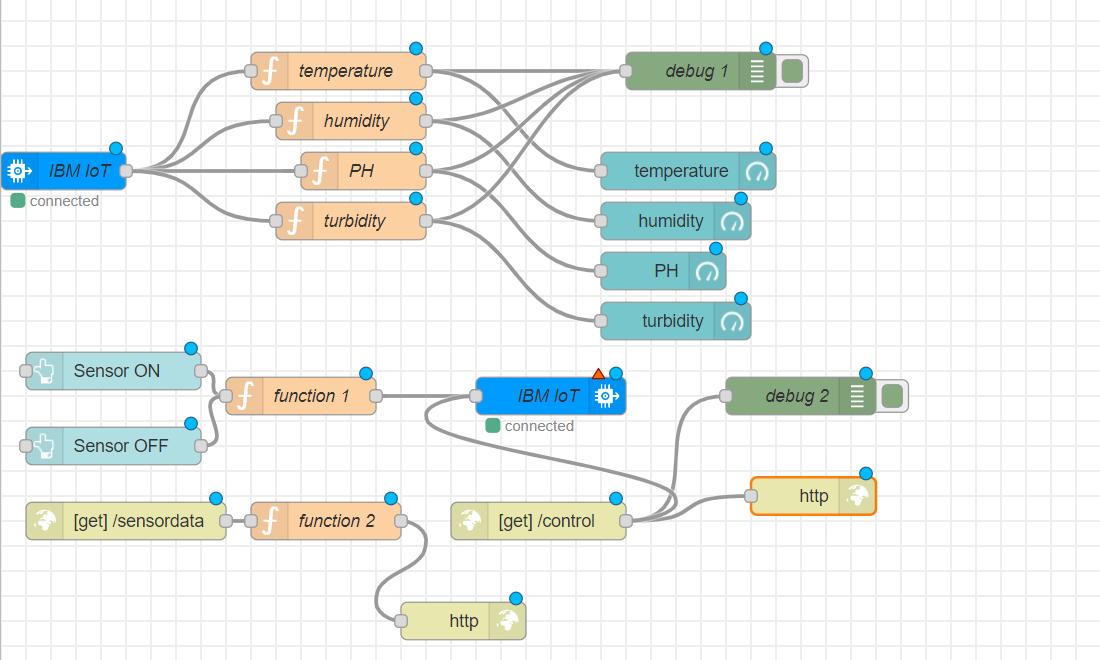 temperature
debug 1
humidity
IBM IoT
PH
temperature
connected
turbidity
humidity
PH
turbidity
Sensor ON
function 1
IBM IoT
debug 2
connected
Sensor OFF
http
[get] /sensordata
function 2
[get] /control
http